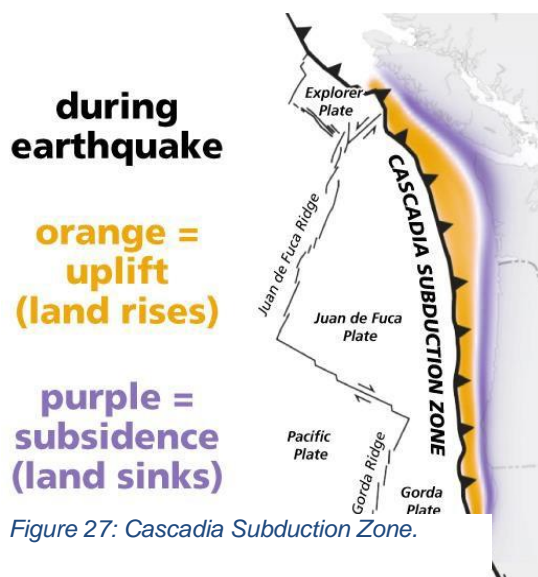 during
earthquake
orange =
uplift
(land rises)
purple =
subsidence
(land sinks)
Explorer
Plate
CASCADIA SUBDUCTION ZONE
Juan de Fuca Ridge
Juan de Fuca
Plate
Pacific
Plate
Gorda Ridge
Gorda
Plate
Figure 27: Cascadia Subduction Zone.